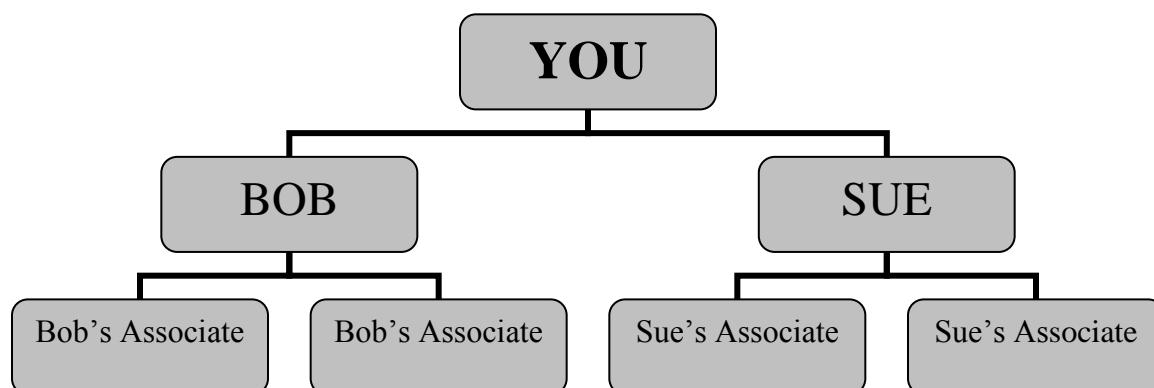 YOU
BOB
SUE
Bob’s Associate
Bob’s Associate
Sue’s Associate
Sue’s Associate